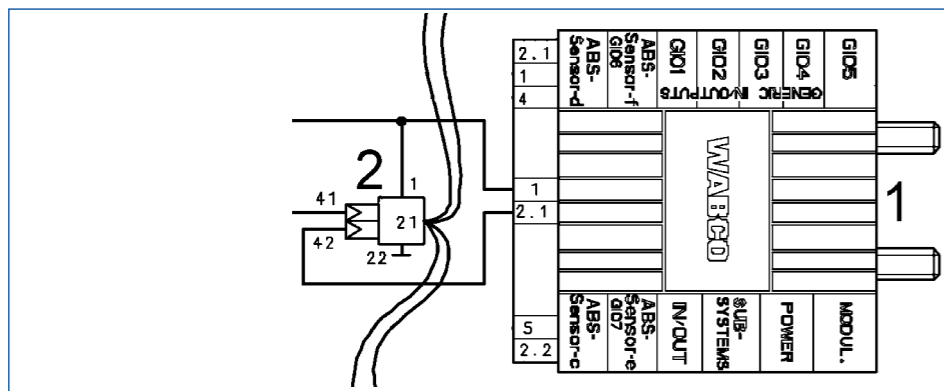 2.1
1
4
ABS-
Sensor-d
ABS-
Sensor-f
GIO6
GIO1
GIO2
GIO3
GIO4
GIO5
GENERIC IN/OUTPUTS
2
1
41
42
21
22
1
2.1
WABCO
1
5
2.2
ABS-
Sensor-c
ABS-
Sensor-e
GIO7
IN/OUT
SUB-
SYSTEMS
POWER
MODUL.